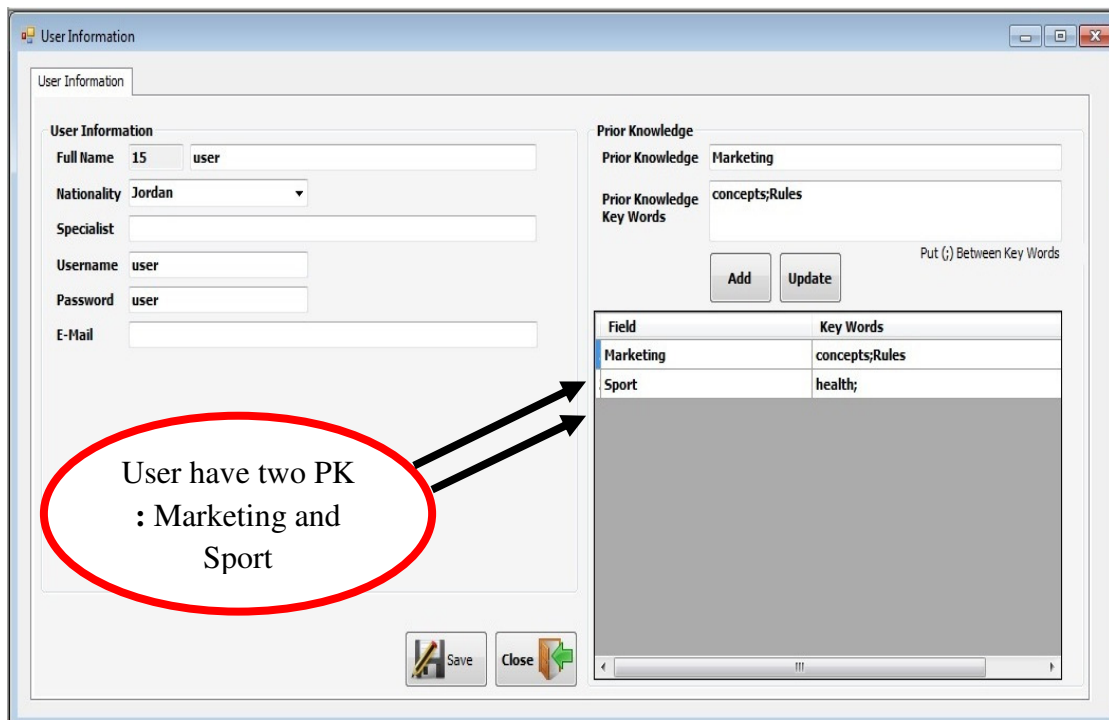 User Information
User Information
User Information
Full Name 15 user
Nationality Jordan
Specialist
Username user
Password user
E-Mail
Prior Knowledge
Prior Knowledge Marketing
Prior Knowledge
Key Words
concepts;Rules
Put (;) Between Key Words
Add Update
Field Key Words
Marketing concepts;Rules
Sport health;
User have two PK
: Marketing and
Sport
Save Close